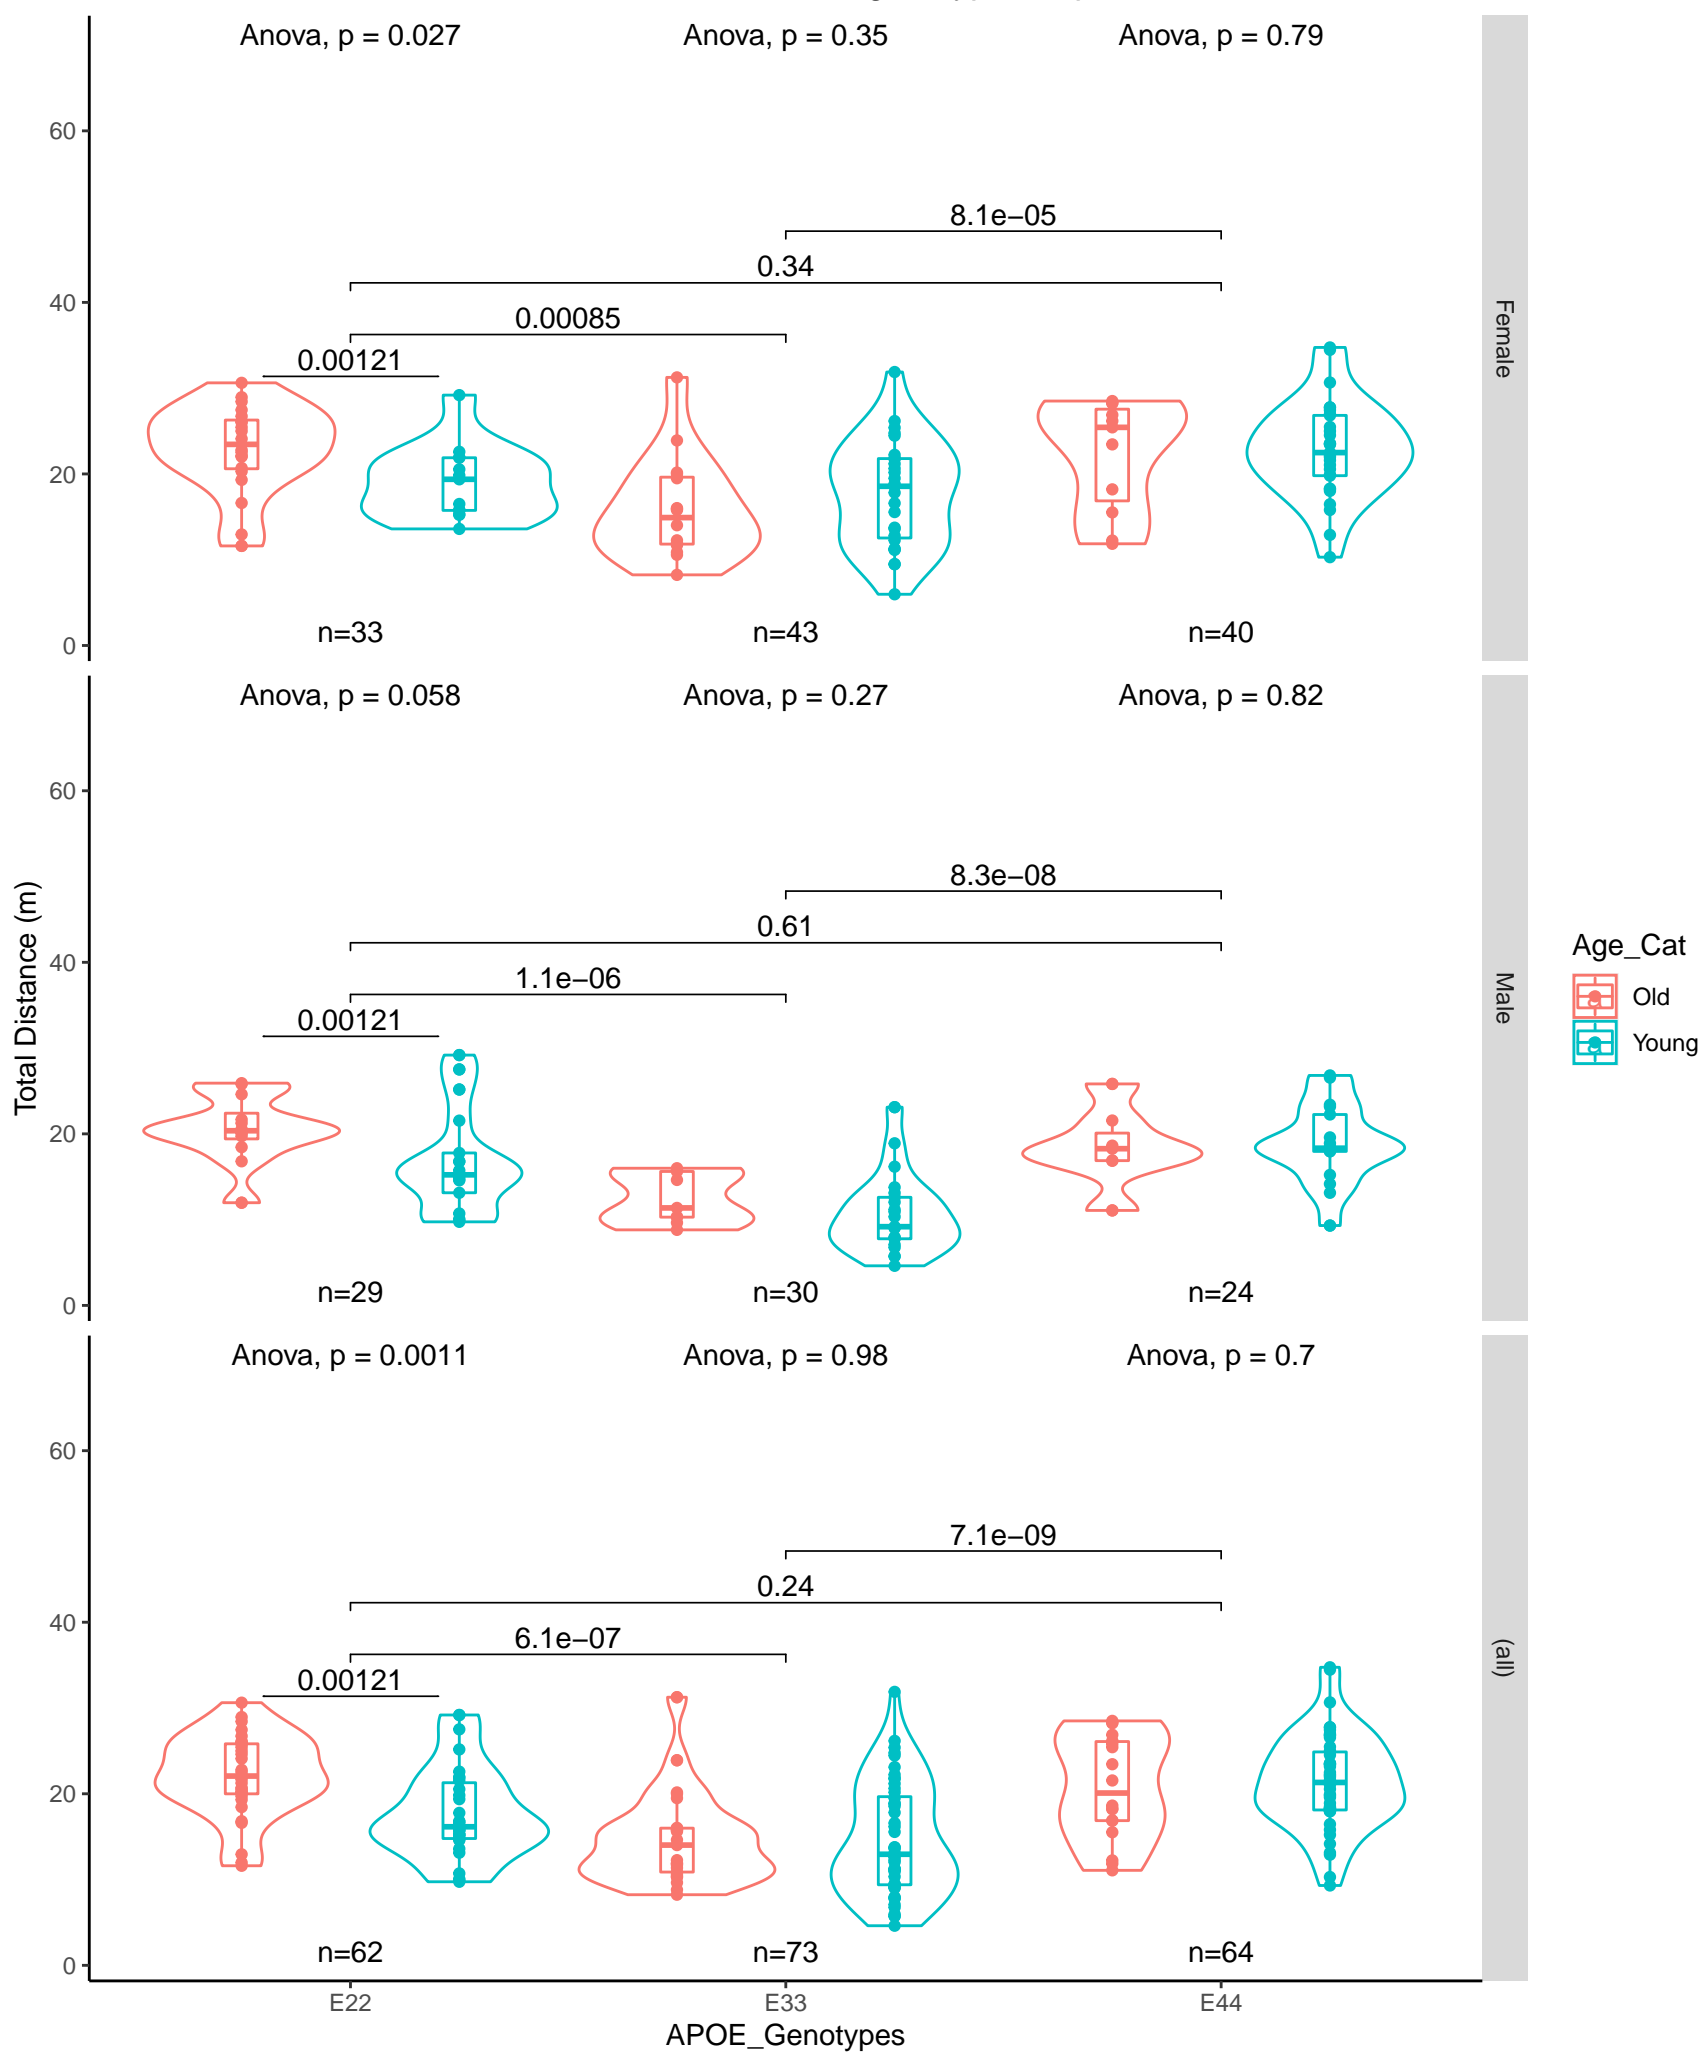 Anova, p = 0.027 Anova, p = 0.35 Anova, p = 0.79
60
8.1e−05
0.34
40
0.00085
0.00121
20
n=33 n=43 n=40
0
Female
Anova, p = 0.058 Anova, p = 0.27 Anova, p = 0.82
60
8.3e−08
0.61
40
1.1e−06
0.00121
20
n=29 n=30 n=24
0
Male
Total Distance (m)
Age_Cat
Old
Young
Anova, p = 0.0011 Anova, p = 0.98 Anova, p = 0.7
60
7.1e−09
0.24
40
6.1e−07
0.00121
20
n=62 n=73 n=64
0
(all)
E22 E33 E44
APOE_Genotypes